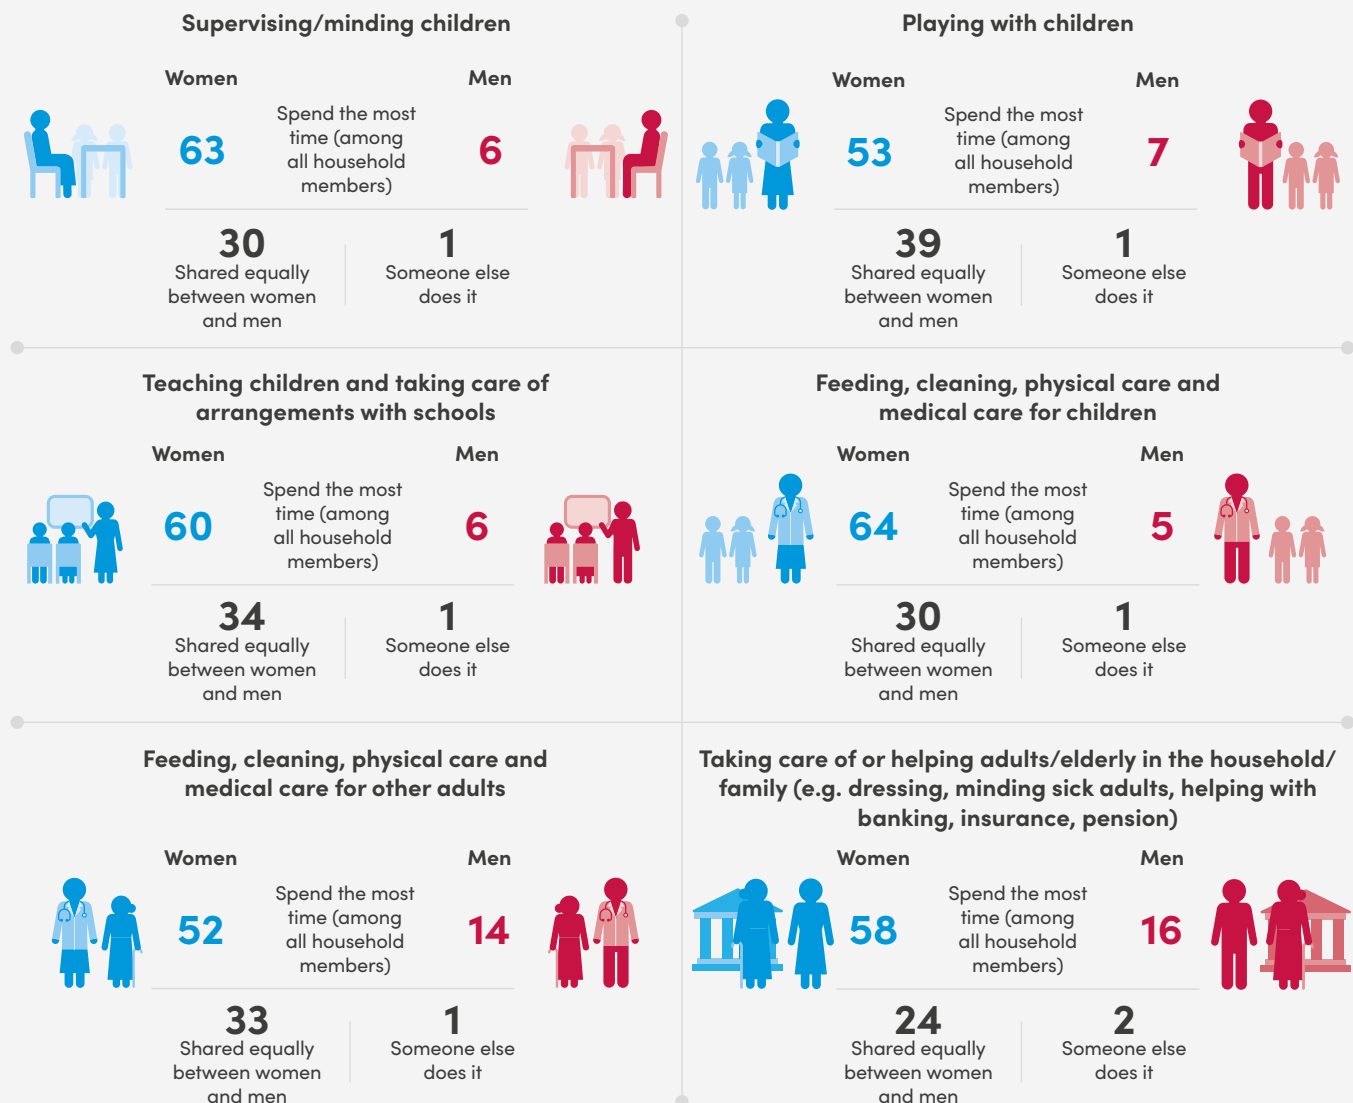 Supervising/minding children
Women
Men
Spend the most
time (among
all household
members)
63
6
30
Shared equally
between women
and men
1
Someone else
does it
Playing with children
Women
Men
Spend the most
time (among
all household
members)
53
7
39
Shared equally
between women
and men
1
Someone else
does it
Teaching children and taking care of
arrangements with schools
Women
Men
Spend the most
time (among
all household
members)
60
6
34
Shared equally
between women
and men
1
Someone else
does it
Feeding, cleaning, physical care and
medical care for children
Women
Men
Spend the most
time (among
all household
members)
64
5
30
Shared equally
between women
and men
1
Someone else
does it
Feeding, cleaning, physical care and
medical care for other adults
Women
Men
Spend the most
time (among
all household
members)
52
14
33
Shared equally
between women
and men
1
Someone else
does it
Taking care of or helping adults/elderly in the household/
family (e.g. dressing, minding sick adults, helping with
banking, insurance, pension)
Women
Men
Spend the most
time (among
all household
members)
58
16
24
Shared equally
between women
and men
2
Someone else
does it